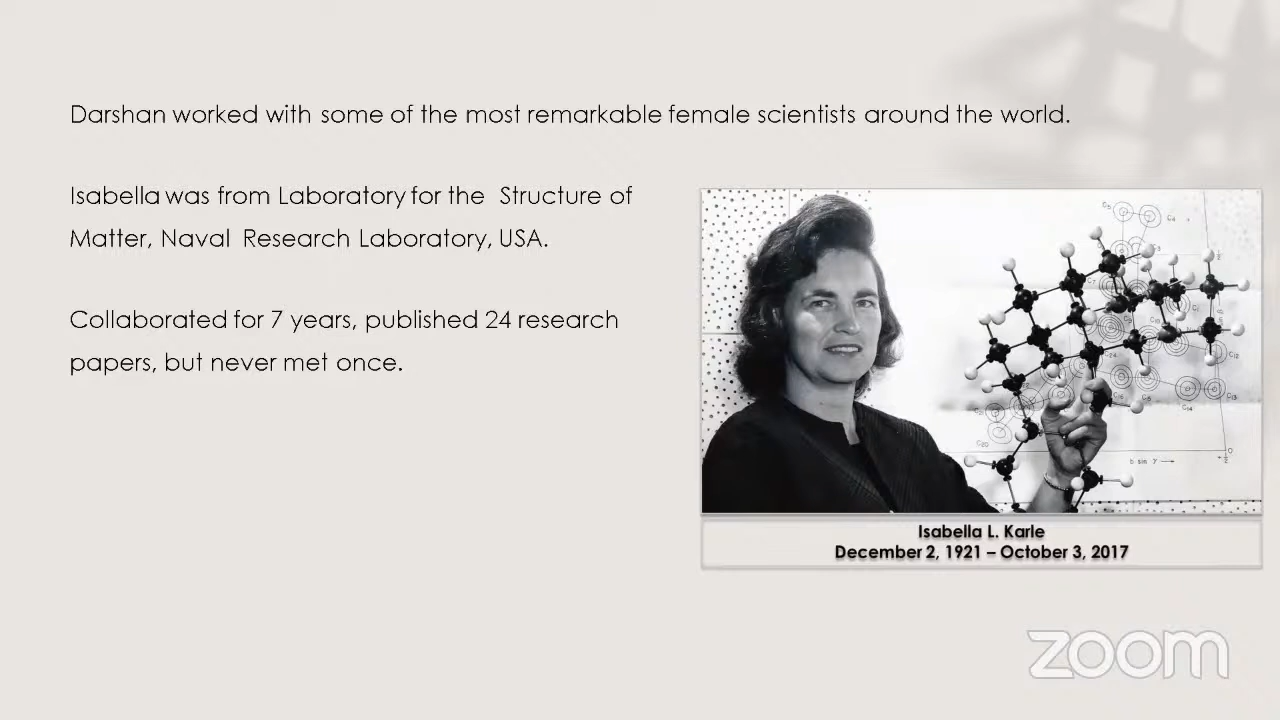 Darshan worked with some of the most remarkable female scientists around the world.
Isabella was from Laboratory for the Structure of
Matter, Naval Research Laboratory, USA.
Collaborated for 7 years, published 24 research
papers, but never met once.
b sin γ →
Isabella L. Karle
December 2, 1921 – October 3, 2017
zoom